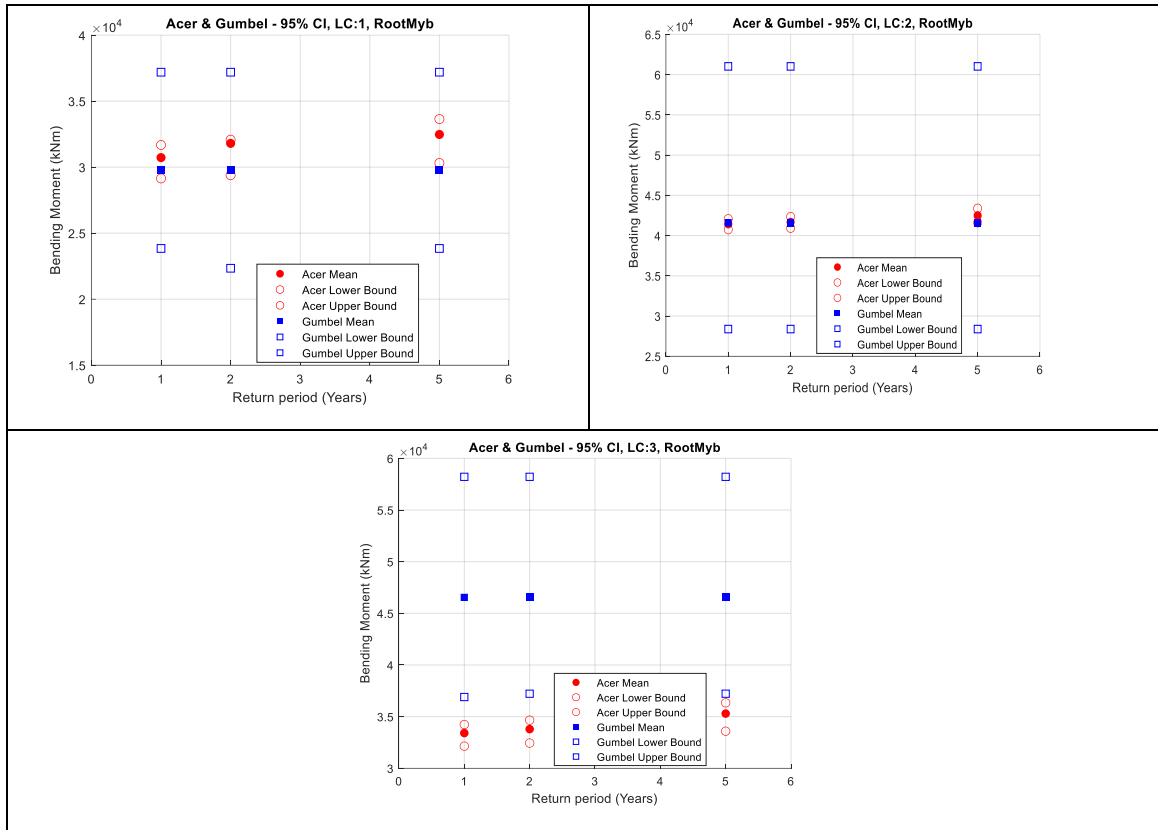 Acer & Gumbel - 95% CI, LC:1, RootMyb
×10⁴
4
3.5
3
2.5
2
1.5
0 1 2 3 4 5 6
Bending Moment (kNm)
Return period (Years)
Acer Mean
Acer Lower Bound
Acer Upper Bound
Gumbel Mean
Gumbel Lower Bound
Gumbel Upper Bound
Acer & Gumbel - 95% CI, LC:2, RootMyb
×10⁴
6.5
6
5.5
5
4.5
4
3.5
3
2.5
0 1 2 3 4 5 6
Bending Moment (kNm)
Return period (Years)
Acer Mean
Acer Lower Bound
Acer Upper Bound
Gumbel Mean
Gumbel Lower Bound
Gumbel Upper Bound
Acer & Gumbel - 95% CI, LC:3, RootMyb
×10⁴
6
5.5
5
4.5
4
3.5
3
0 1 2 3 4 5 6
Bending Moment (kNm)
Return period (Years)
Acer Mean
Acer Lower Bound
Acer Upper Bound
Gumbel Mean
Gumbel Lower Bound
Gumbel Upper Bound